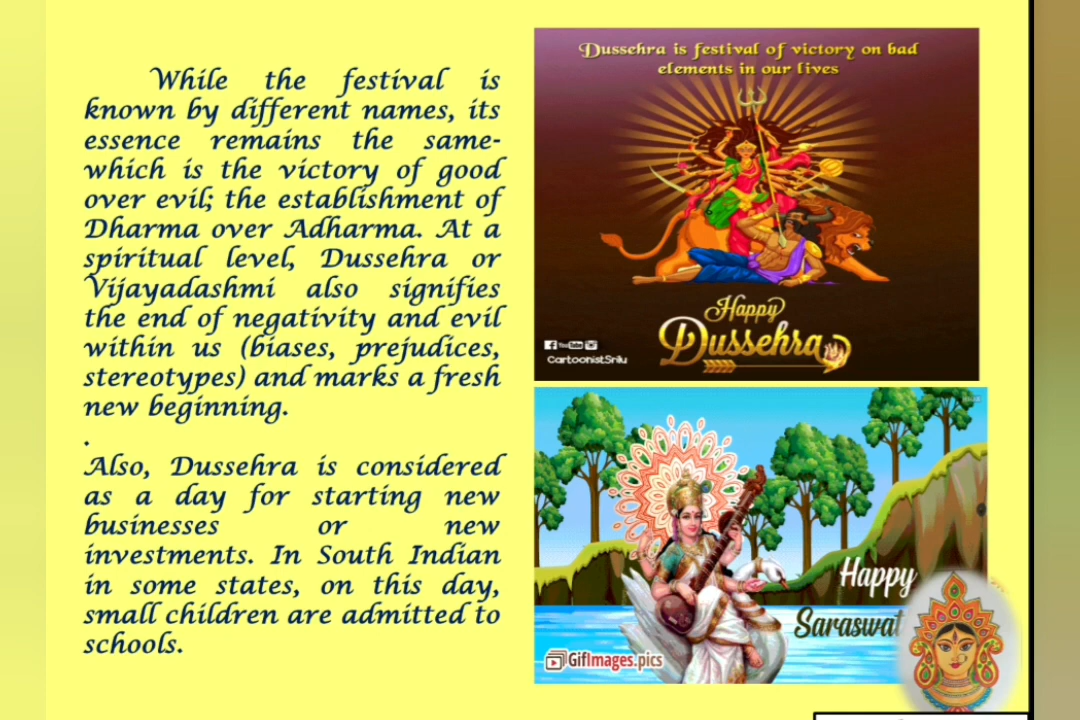 While the festival is
known by different names, its
essence remains the same-
which is the victory of good
over evil; the establishment of
Dharma over Adharma. At a
spiritual level, Dussehra or
Vijayadashmi also signifies
the end of negativity and evil
within us (biases, prejudices,
stereotypes) and marks a fresh
new beginning.
.
Also, Dussehra is considered
as a day for starting new
businesses or new
investments. In South Indian
in some states, on this day,
small children are admitted to
schools.
Dussehra is festival of victory on bad
elements in our lives
Happy
Dussehra
YouTube
CartoonistSrilu
Happy
Saraswat
GifImages.pics